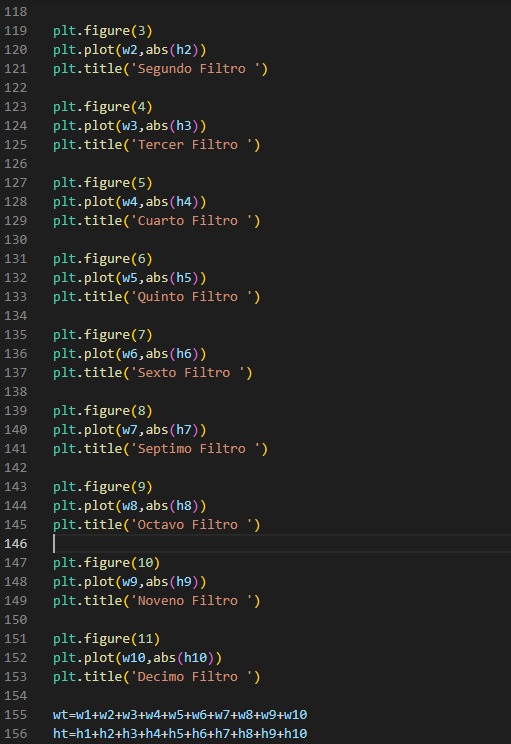 118
119 plt.figure(3)
120 plt.plot(w2,abs(h2))
121 plt.title('Segundo Filtro ')
122
123 plt.figure(4)
124 plt.plot(w3,abs(h3))
125 plt.title('Tercer Filtro ')
126
127 plt.figure(5)
128 plt.plot(w4,abs(h4))
129 plt.title('Cuarto Filtro ')
130
131 plt.figure(6)
132 plt.plot(w5,abs(h5))
133 plt.title('Quinto Filtro ')
134
135 plt.figure(7)
136 plt.plot(w6,abs(h6))
137 plt.title('Sexto Filtro ')
138
139 plt.figure(8)
140 plt.plot(w7,abs(h7))
141 plt.title('Septimo Filtro ')
142
143 plt.figure(9)
144 plt.plot(w8,abs(h8))
145 plt.title('Octavo Filtro ')
146
147 plt.figure(10)
148 plt.plot(w9,abs(h9))
149 plt.title('Noveno Filtro ')
150
151 plt.figure(11)
152 plt.plot(w10,abs(h10))
153 plt.title('Decimo Filtro ')
154
155 wt=w1+w2+w3+w4+w5+w6+w7+w8+w9+w10
156 ht=h1+h2+h3+h4+h5+h6+h7+h8+h9+h10